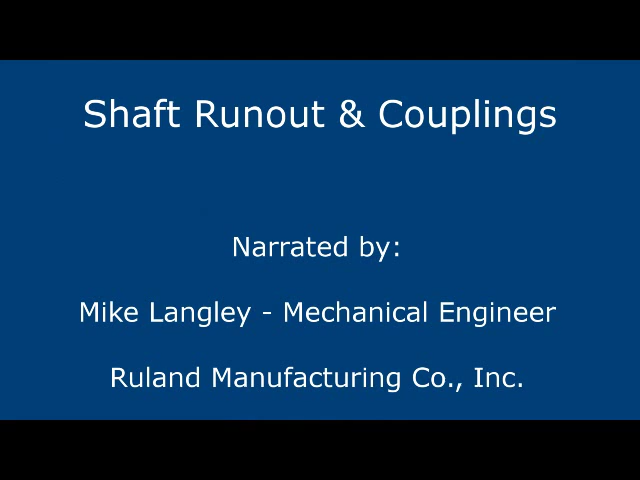 Shaft Runout & Couplings
Narrated by:
Mike Langley - Mechanical Engineer
Ruland Manufacturing Co., Inc.